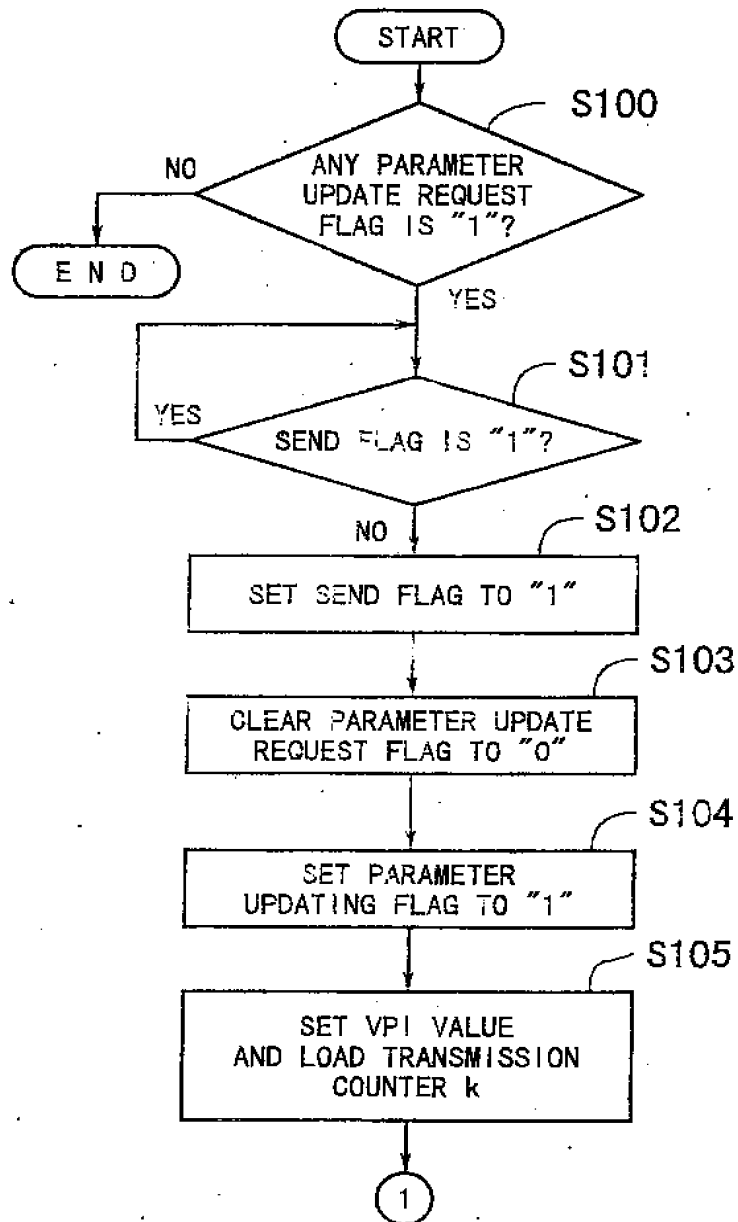 START
S100
NO
ANY PARAMETER
UPDATE REQUEST
FLAG IS "1"?
END
YES
S101
YES
SEND FLAG IS "1"?
NO
S102
SET SEND FLAG TO "1"
S103
CLEAR PARAMETER UPDATE
REQUEST FLAG TO "0"
S104
SET PARAMETER
UPDATING FLAG TO "1"
S105
SET VPI VALUE
AND LOAD TRANSMISSION
COUNTER k
1